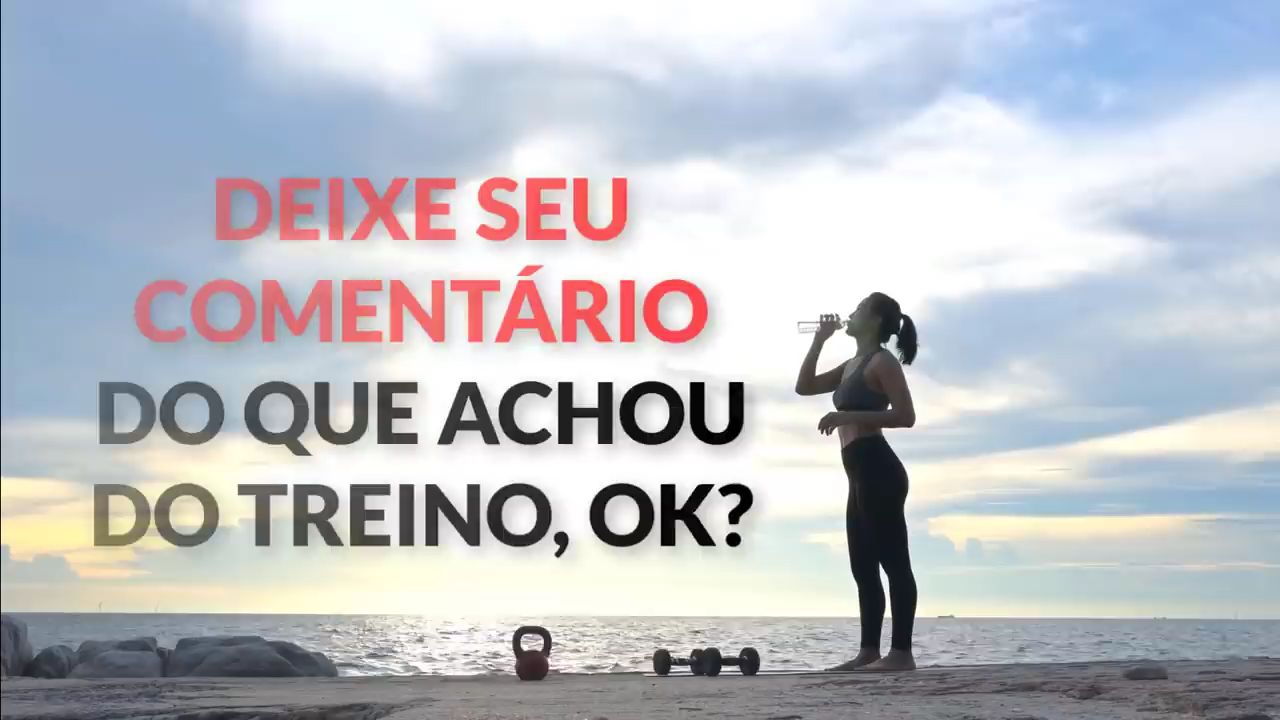 DEIXE SEU
COMENTÁRIO
DO QUE ACHOU
DO TREINO, OK?